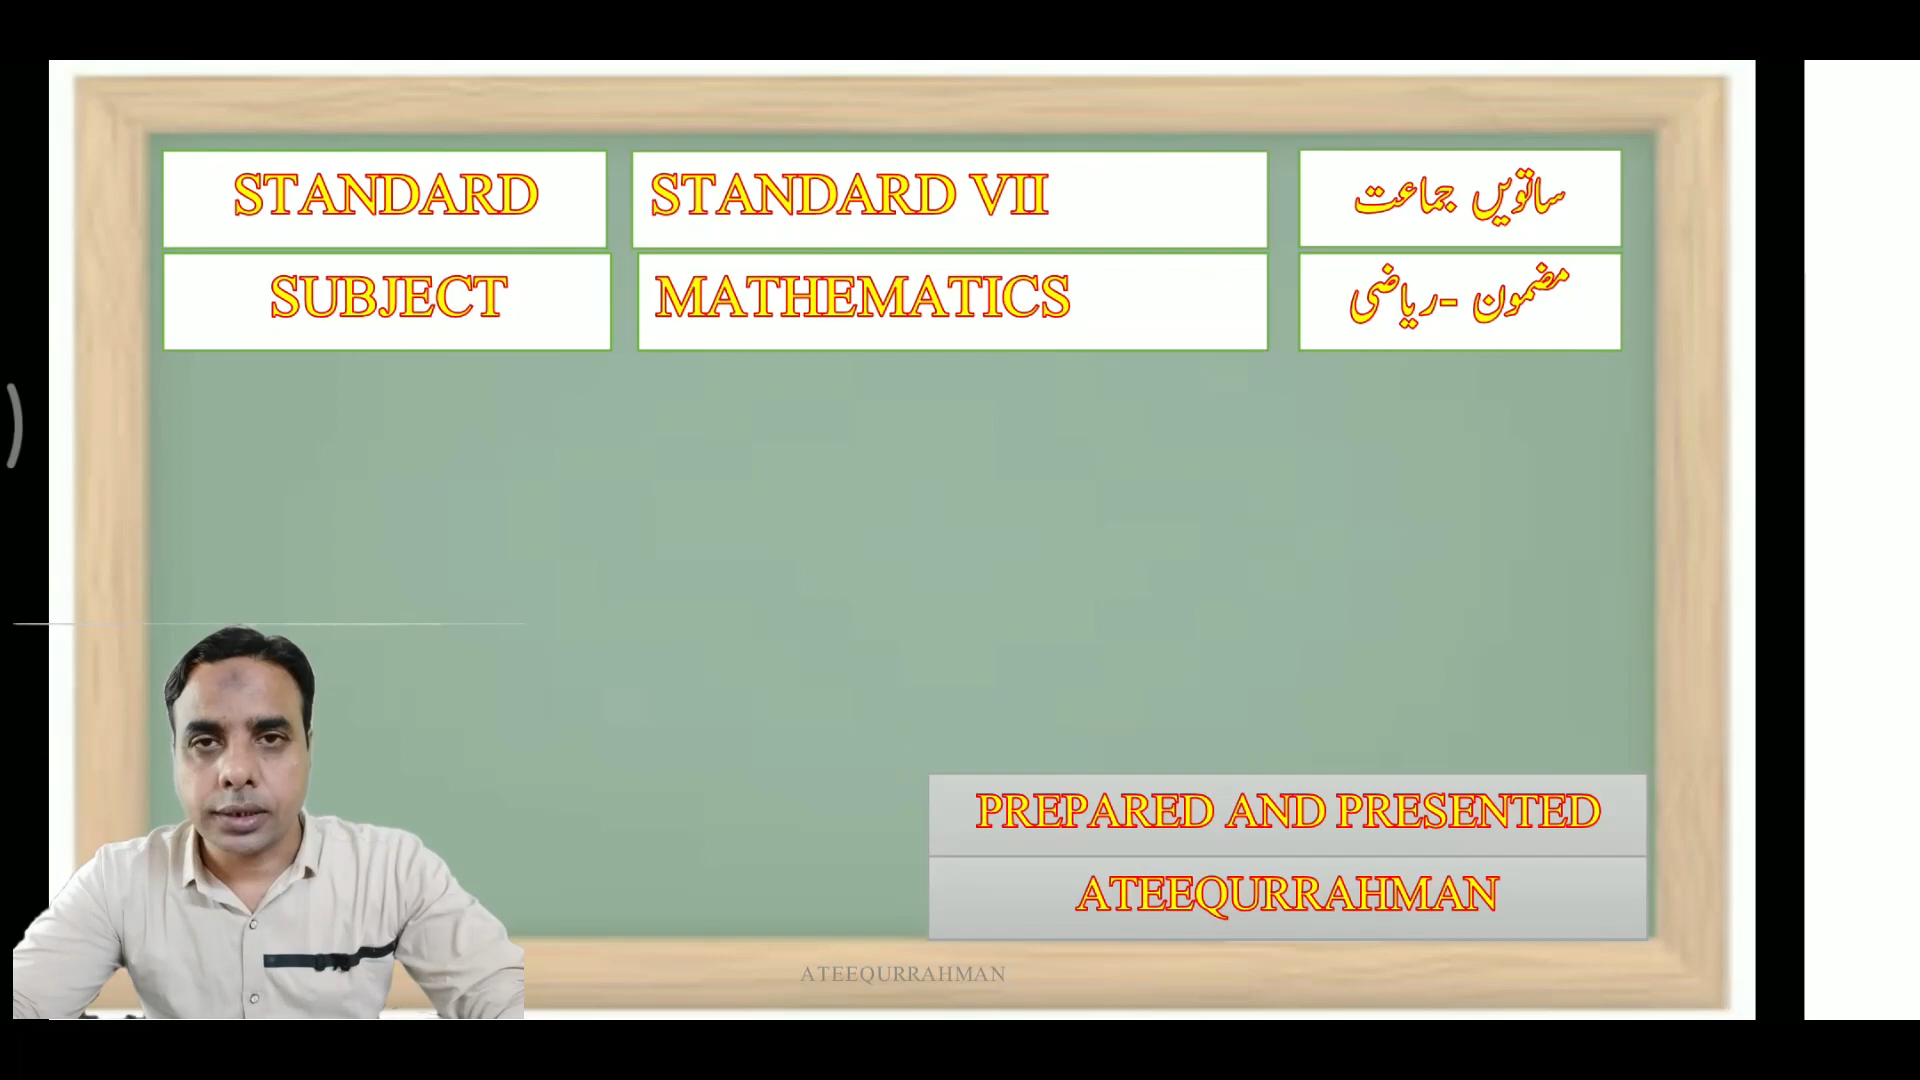 STANDARD STANDARD VII ساتویں جماعت
SUBJECT MATHEMATICS مضمون - ریاضی
PREPARED AND PRESENTED
ATEEQURRAHMAN
ATEEQURRAHMAN